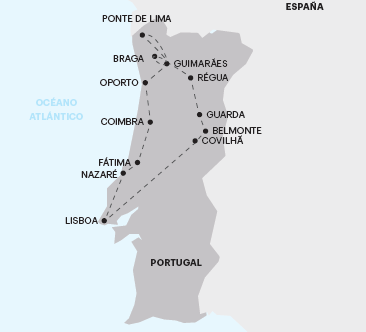 ESPAÑA
PONTE DE LIMA
BRAGA
GUIMARÃES
RÉGUA
OPORTO
OCÉANO
ATLÁNTICO
GUARDA
COIMBRA
BELMONTE
COVILHÃ
FÁTIMA
NAZARÉ
LISBOA
PORTUGAL